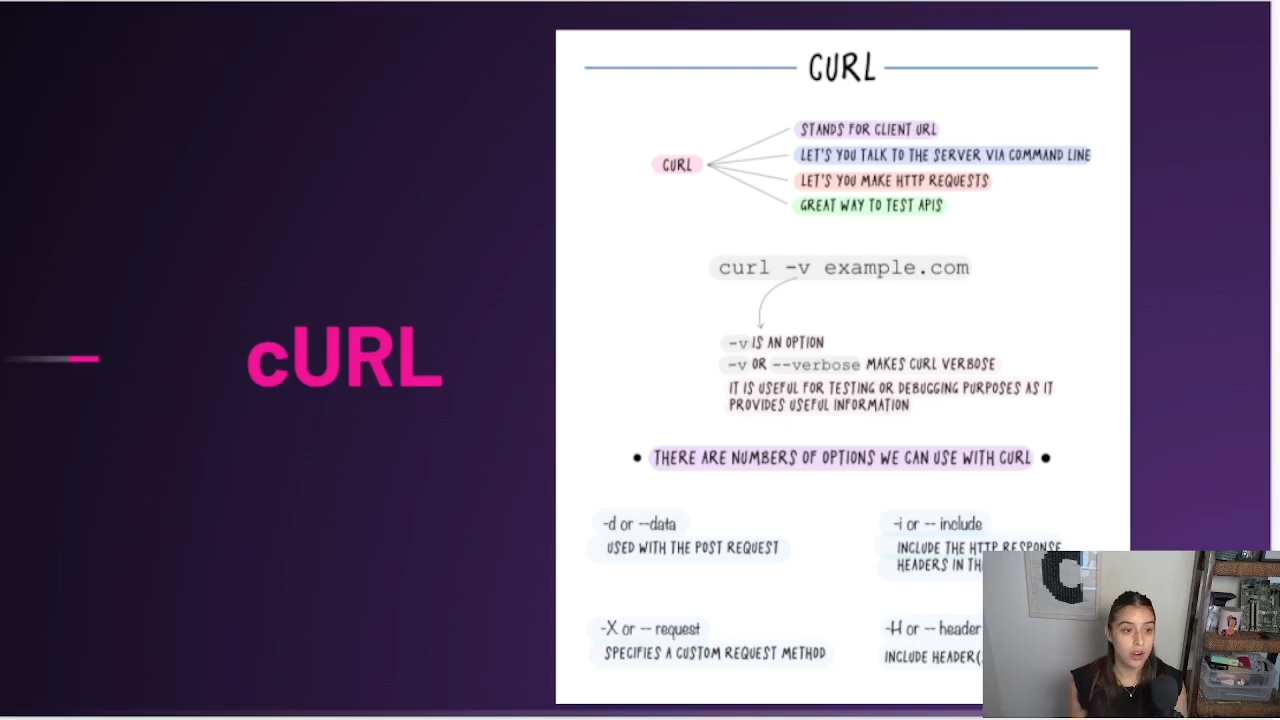 cURL
CURL
CURL
STANDS FOR CLIENT URL
LET'S YOU TALK TO THE SERVER VIA COMMAND LINE
LET'S YOU MAKE HTTP REQUESTS
GREAT WAY TO TEST APIS
curl -v example.com
-v IS AN OPTION
-v OR --verbose MAKES CURL VERBOSE
IT IS USEFUL FOR TESTING OR DEBUGGING PURPOSES AS IT
PROVIDES USEFUL INFORMATION
• THERE ARE NUMBERS OF OPTIONS WE CAN USE WITH CURL •
-d or --data
USED WITH THE POST REQUEST
-i or -- include
INCLUDE THE HTTP RESPONSE
HEADERS IN TH
-X or -- request
SPECIFIES A CUSTOM REQUEST METHOD
-H or -- header
INCLUDE HEADER(
C